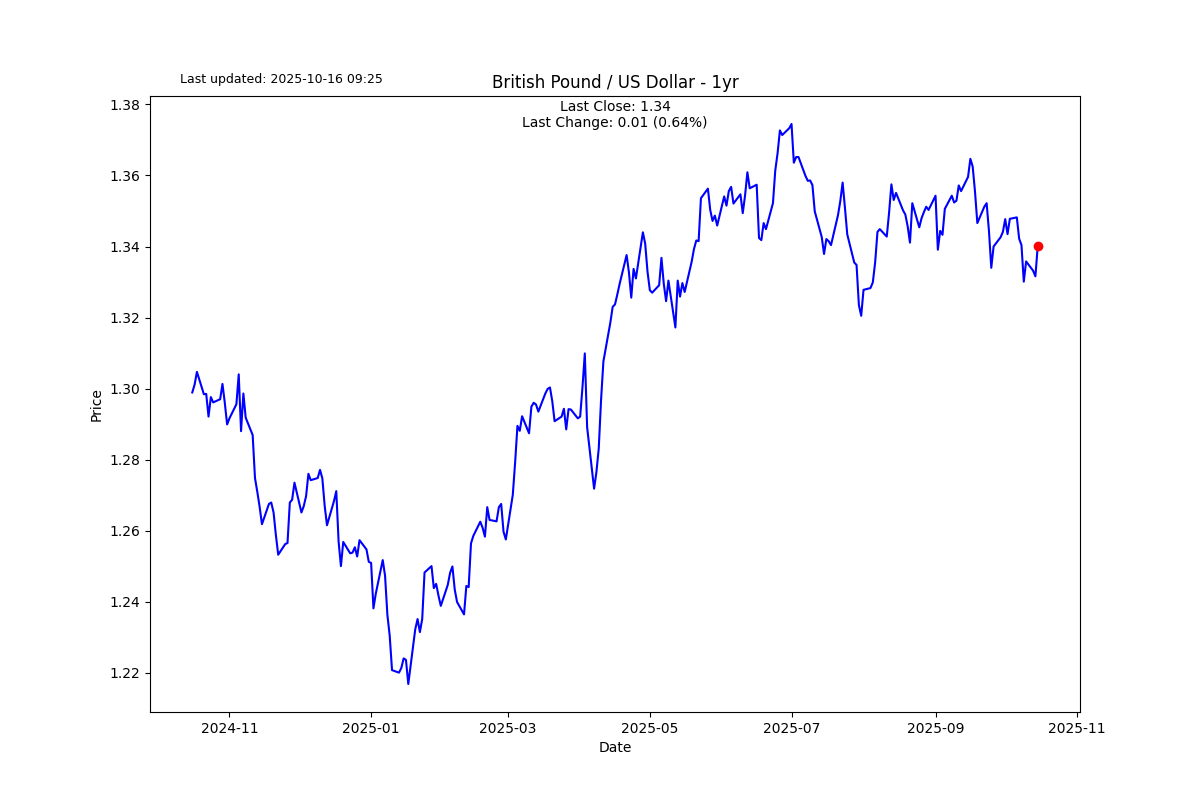 Last updated: 2025-10-16 09:25
British Pound / US Dollar - 1yr
Last Close: 1.34
Last Change: 0.01 (0.64%)
1.38
1.36
1.34
1.32
1.30
1.28
1.26
1.24
1.22
Price
2024-11
2025-01
2025-03
2025-05
2025-07
2025-09
2025-11
Date